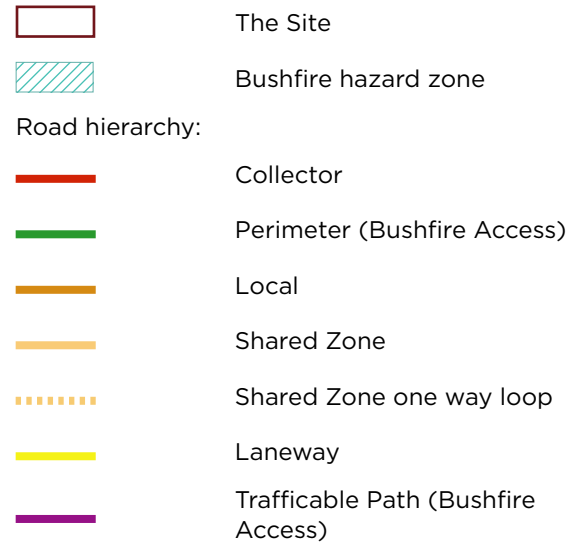 The Site
Bushfire hazard zone
Road hierarchy:
Collector
Perimeter (Bushfire Access)
Local
Shared Zone
Shared Zone one way loop
Laneway
Trafficable Path (Bushfire
Access)